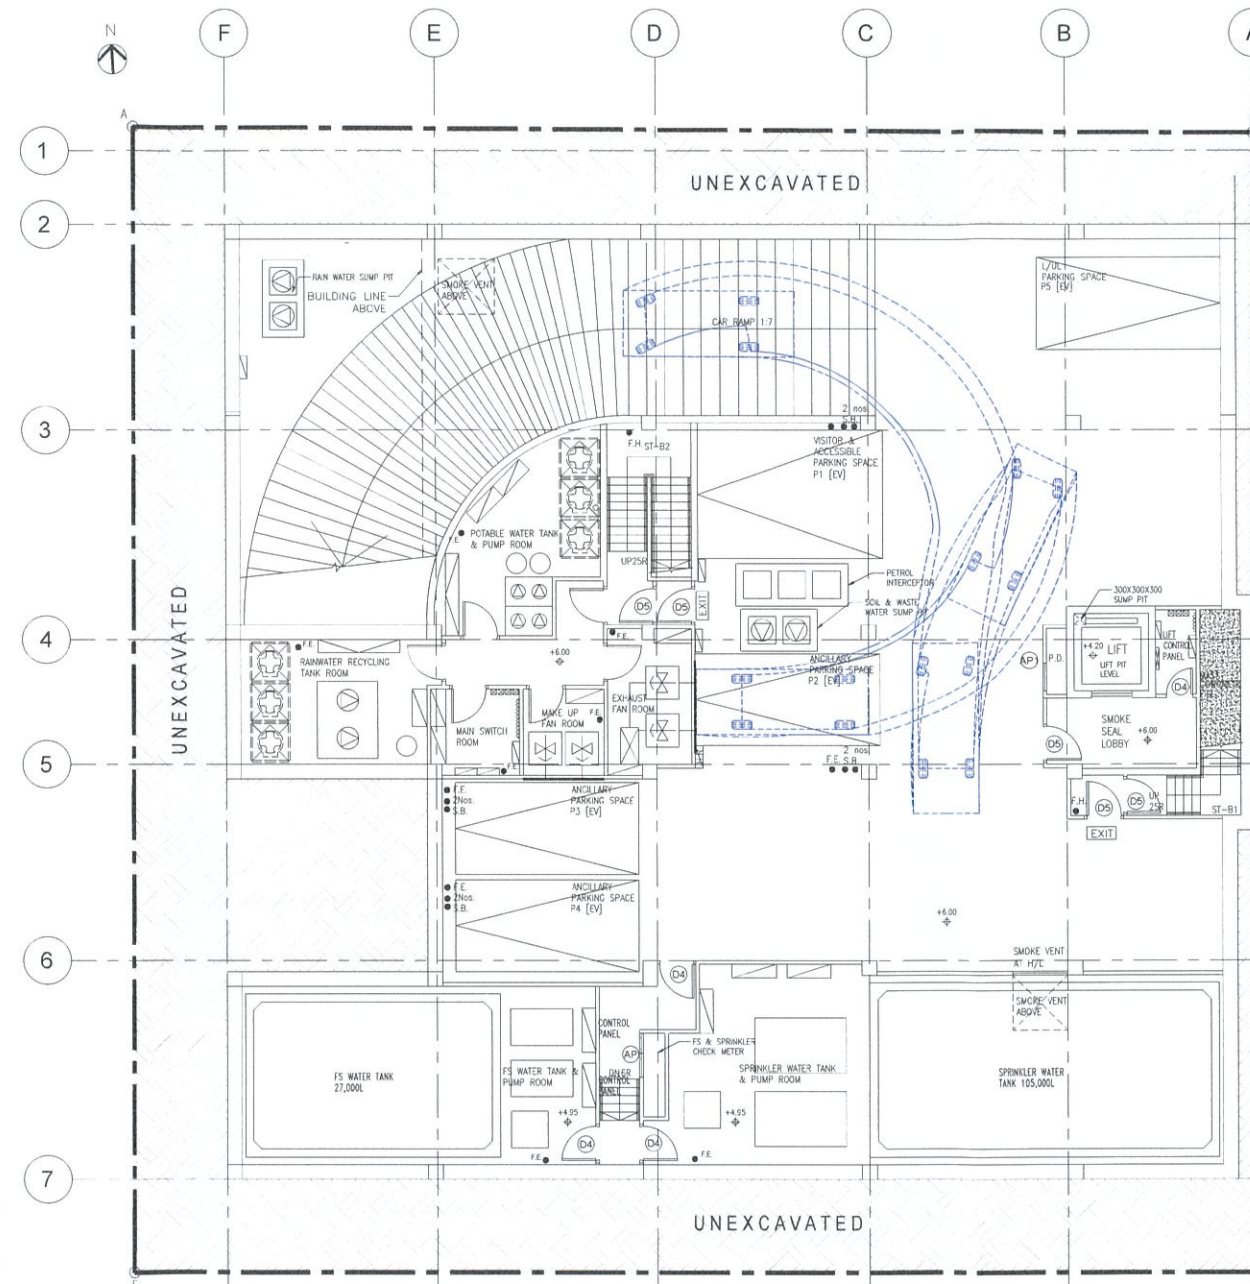 N
F
E
D
C
B
A
A
1
UNEXCAVATED
2
RAIN WATER SUMP PIT
BUILDING LINE
ABOVE
SMOKE VENT
ABOVE
L/UL
PARKING SPACE
P5 [EV]
CAR RAMP 1:7
3
2 nos
S.B.
F.H.
ST-B2
VISITOR &
ACCESSIBLE
PARKING SPACE
P1 [EV]
F.E.
POTABLE WATER TANK
& PUMP ROOM
UP25R
PETROL
INTERCEPTOR
D5
D5
EXIT
SOIL & WASTE
WATER SUMP PIT
300X300X300
SUMP PIT
UNEXCAVATED
4
F.E.
F.E.
RAINWATER RECYCLING
TANK ROOM
+6.00
ANCILLARY
PARKING SPACE
P2 [EV]
AP
P.D.
+4.20
LIFT
LIFT PIT
LEVEL
LIFT
CONTROL
PANEL
D4
EXHAUST
FAN ROOM
MAKE UP
FAN ROOM
F.E.
MAIN SWITCH
ROOM
SMOKE
SEAL
LOBBY
+6.00
D5
5
F.E.
2 nos
F.E. S.B.
F.E.
2Nos.
S.B.
ANCILLARY
PARKING SPACE
P3 [EV]
F.H.
D5
D5
UP
25R
ST-B1
EXIT
F.E.
2Nos.
S.B.
ANCILLARY
PARKING SPACE
P4 [EV]
+6.00
6
SMOKE VENT
AT H/L
D4
SMOKE VENT
ABOVE
CONTROL
PANEL
FS & SPRINKLER
CHECK METER
AP
FS WATER TANK
27,000L
FS WATER TANK &
PUMP ROOM
DN6R
CONTROL
PANEL
SPRINKLER WATER TANK
& PUMP ROOM
SPRINKLER WATER
TANK 105,000L
+4.95
+4.95
D4
D4
F.E.
F.E.
7
UNEXCAVATED